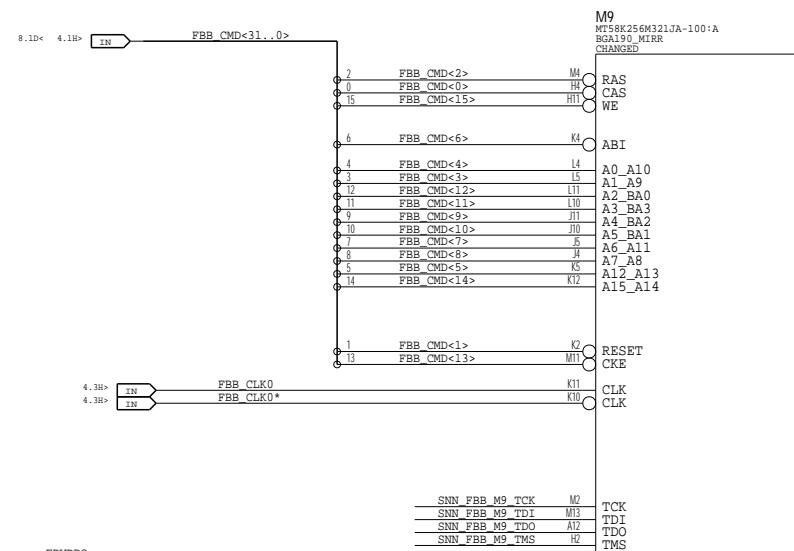 M9
MT58K256M321JA-100:A
BGA190_MIRR
CHANGED
8.1D< 4.1H> IN FBB_CMD<31..0>
2 FBB_CMD<2> M4 RAS
0 FBB_CMD<0> H4 CAS
15 FBB_CMD<15> H11 WE
6 FBB_CMD<6> K4 ABI
4 FBB_CMD<4> L4 A0_A10
3 FBB_CMD<3> L5 A1_A9
12 FBB_CMD<12> L11 A2_BA0
11 FBB_CMD<11> L10 A3_BA3
9 FBB_CMD<9> J11 A4_BA2
10 FBB_CMD<10> J10 A5_BA1
7 FBB_CMD<7> J5 A6_A11
8 FBB_CMD<8> J4 A7_A8
5 FBB_CMD<5> K5 A12_A13
14 FBB_CMD<14> K12 A15_A14
1 FBB_CMD<1> K2 RESET
13 FBB_CMD<13> M11 CKE
4.3H> IN FBB_CLK0 K11 CLK
4.3H> IN FBB_CLK0* K10 CLK
SNN_FBB_M9_TCK M2 TCK
SNN_FBB_M9_TDI M13 TDI
SNN_FBB_M9_TDO A12 TDO
SNN_FBB_M9_TMS H2 TMS